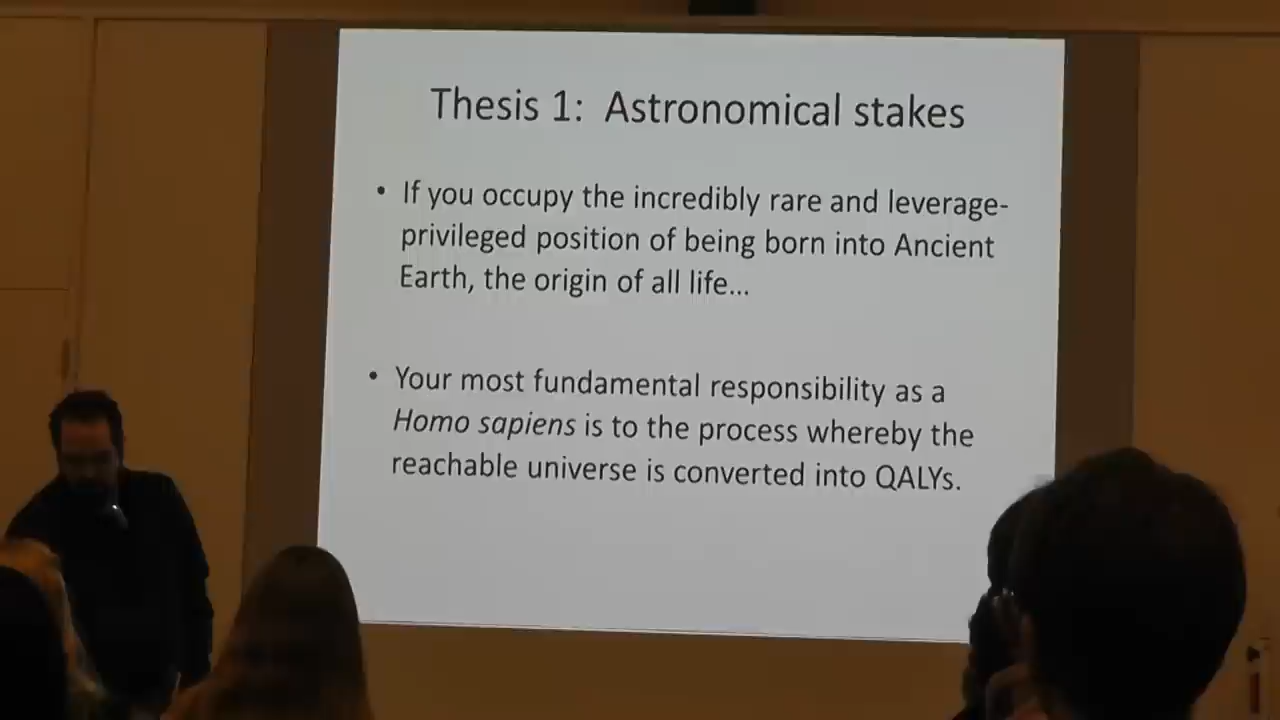 Thesis 1: Astronomical stakes
• If you occupy the incredibly rare and leverage-
privileged position of being born into Ancient
Earth, the origin of all life...
• Your most fundamental responsibility as a
Homo sapiens is to the process whereby the
reachable universe is converted into QALYs.